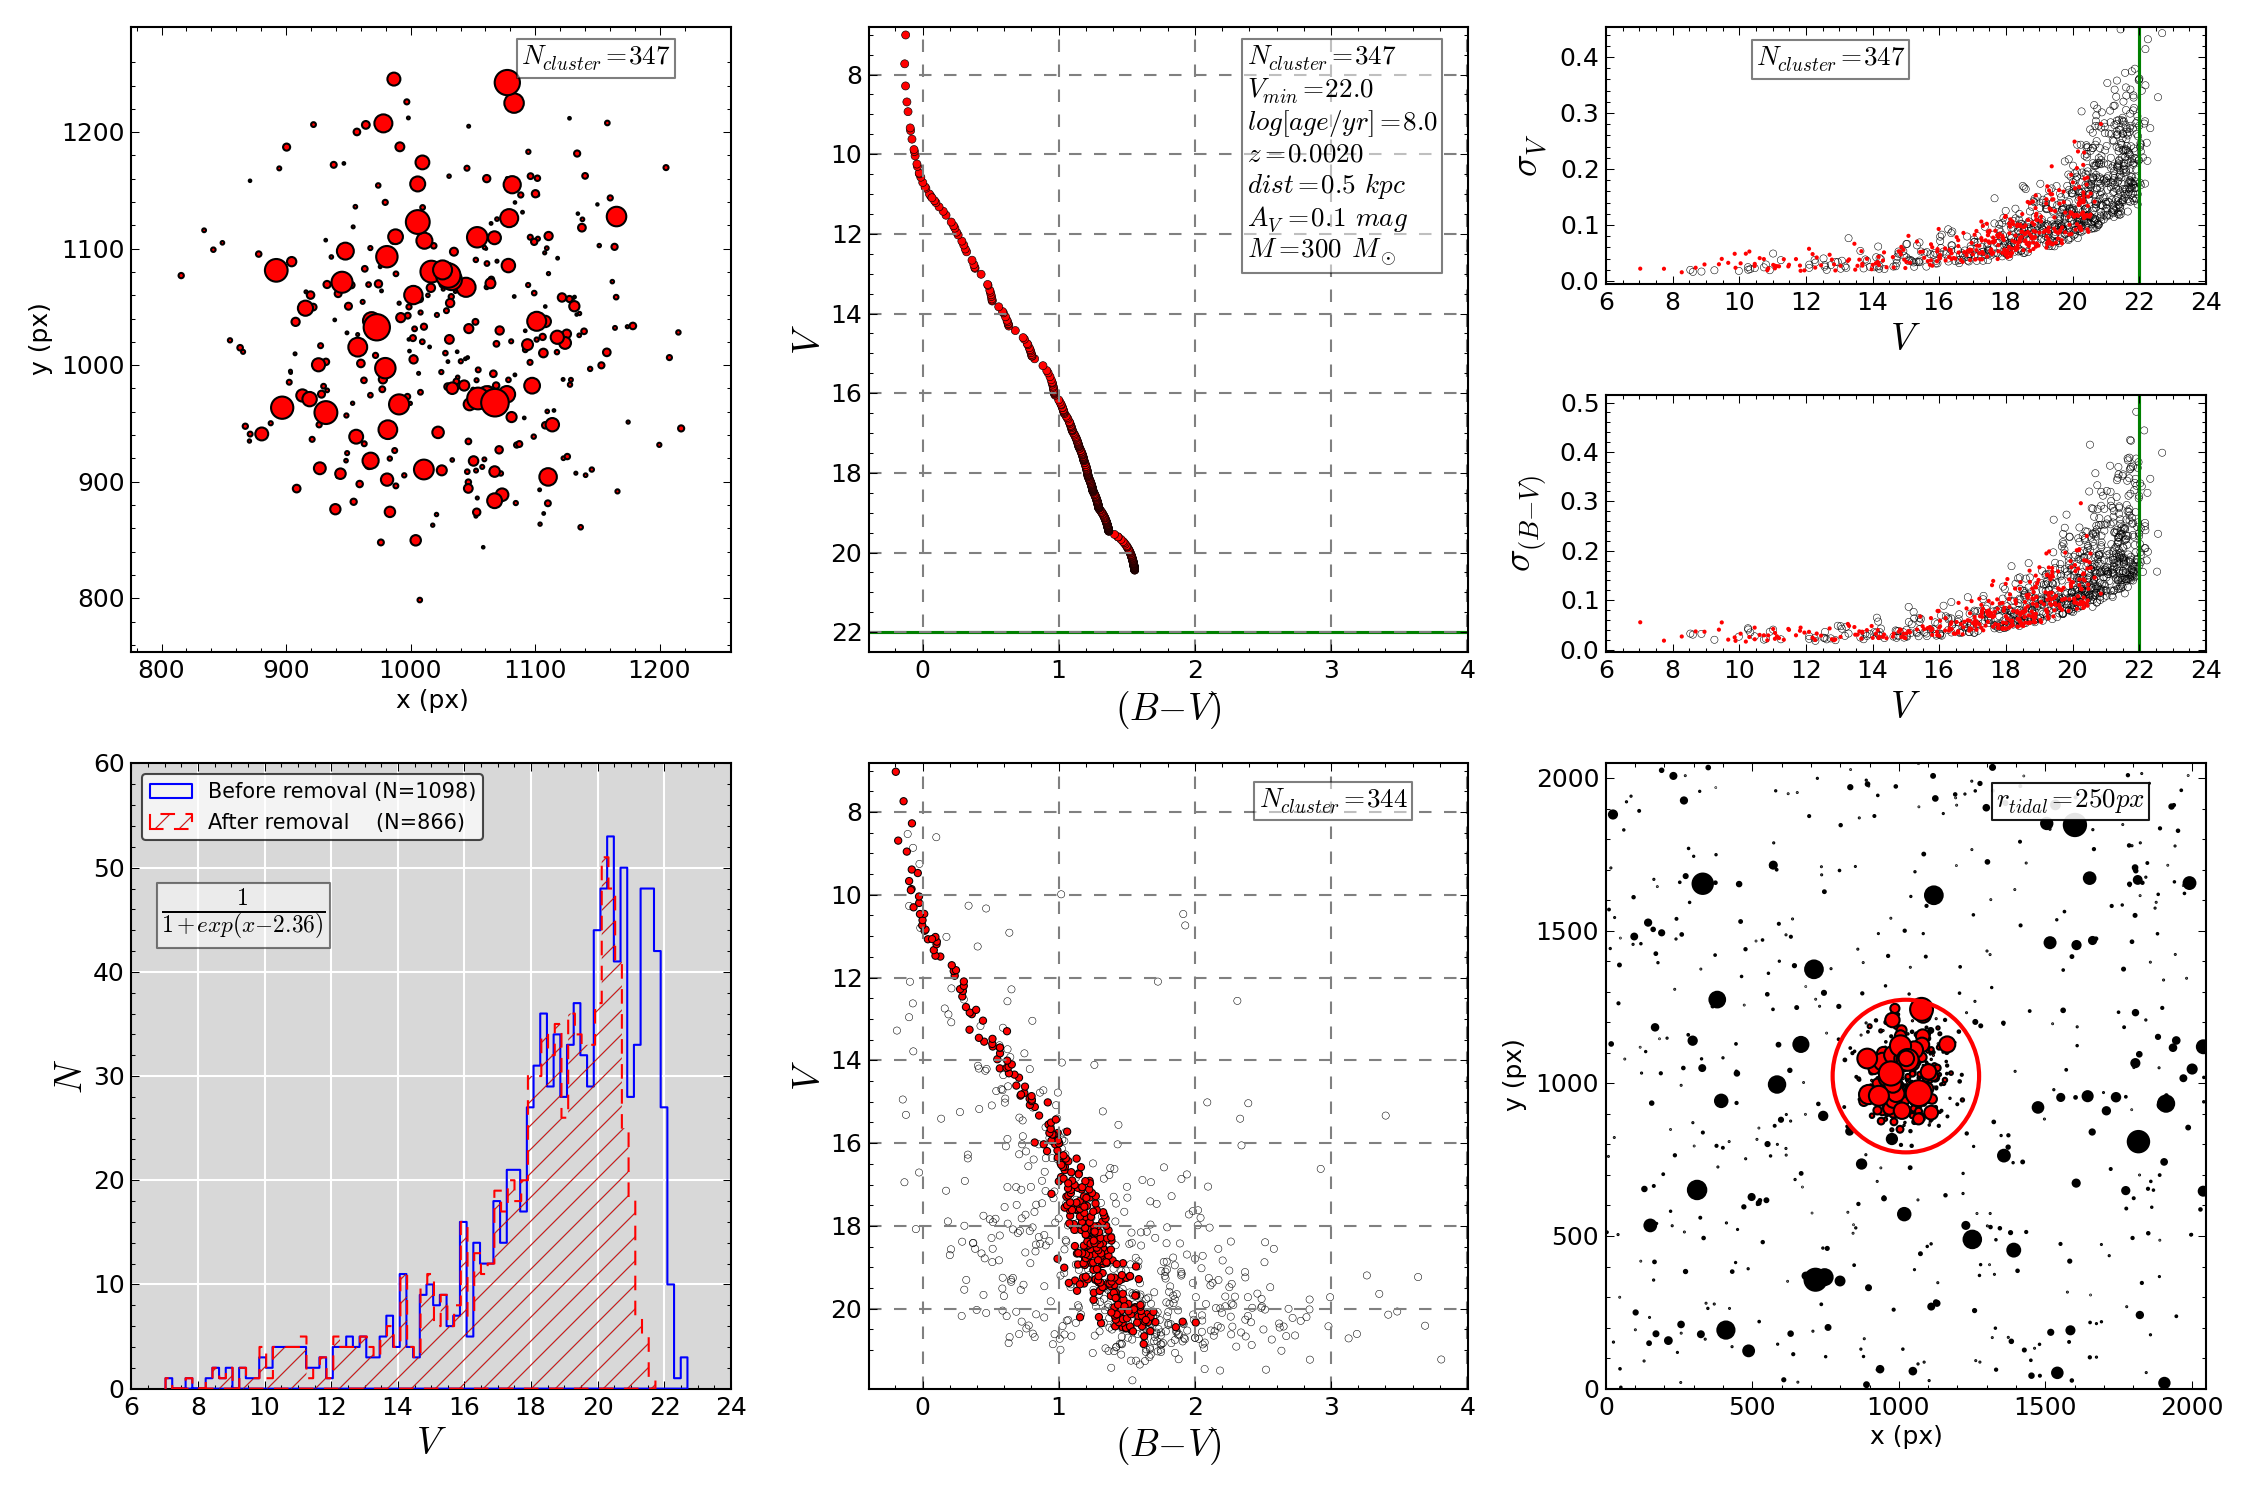 N_cluster=347
1200
1100
1000
900
800
y (px)
800 900 1000 1100 1200
x (px)
N_cluster=347
V_min=22.0
log[age/yr]=8.0
z=0.0020
dist=0.5 kpc
A_V=0.1 mag
M=300 M_⊙
8
10
12
14
16
18
20
22
V
0 1 2 3 4
(B−V)
N_cluster=347
0.4
0.3
0.2
0.1
0.0
σ_V
6 8 10 12 14 16 18 20 22 24
V
0.5
0.4
0.3
0.2
0.1
0.0
σ_(B−V)
6 8 10 12 14 16 18 20 22 24
V
60
50
40
30
20
10
0
N
Before removal (N=1098)
After removal (N=866)
1
1+exp(x−2.36)
6 8 10 12 14 16 18 20 22 24
V
N_cluster=344
8
10
12
14
16
18
20
V
0 1 2 3 4
(B−V)
r_tidal=250px
2000
1500
1000
500
0
y (px)
0 500 1000 1500 2000
x (px)